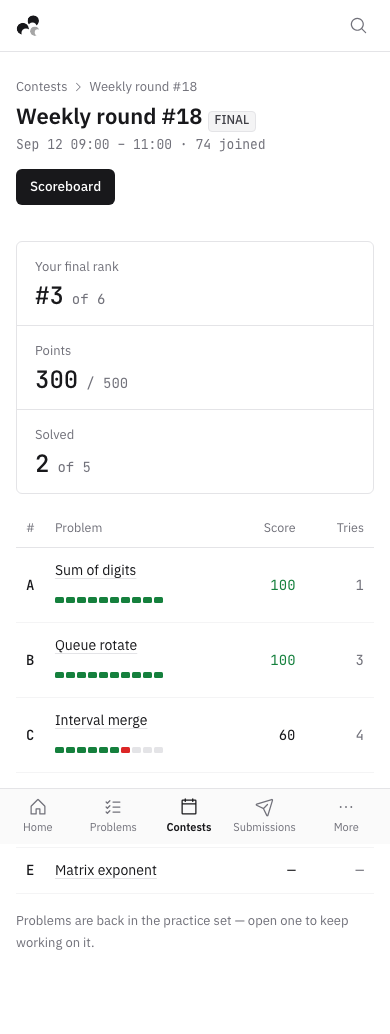 Contests > Weekly round #18
Weekly round #18 FINAL
Sep 12 09:00 – 11:00 · 74 joined
Scoreboard
Your final rank
#3 of 6
Points
300 / 500
Solved
2 of 5
# Problem Score Tries
A Sum of digits 100 1
B Queue rotate 100 3
C Interval merge 60 4
Home Problems Contests Submissions More
E Matrix exponent — —
Problems are back in the practice set — open one to keep
working on it.